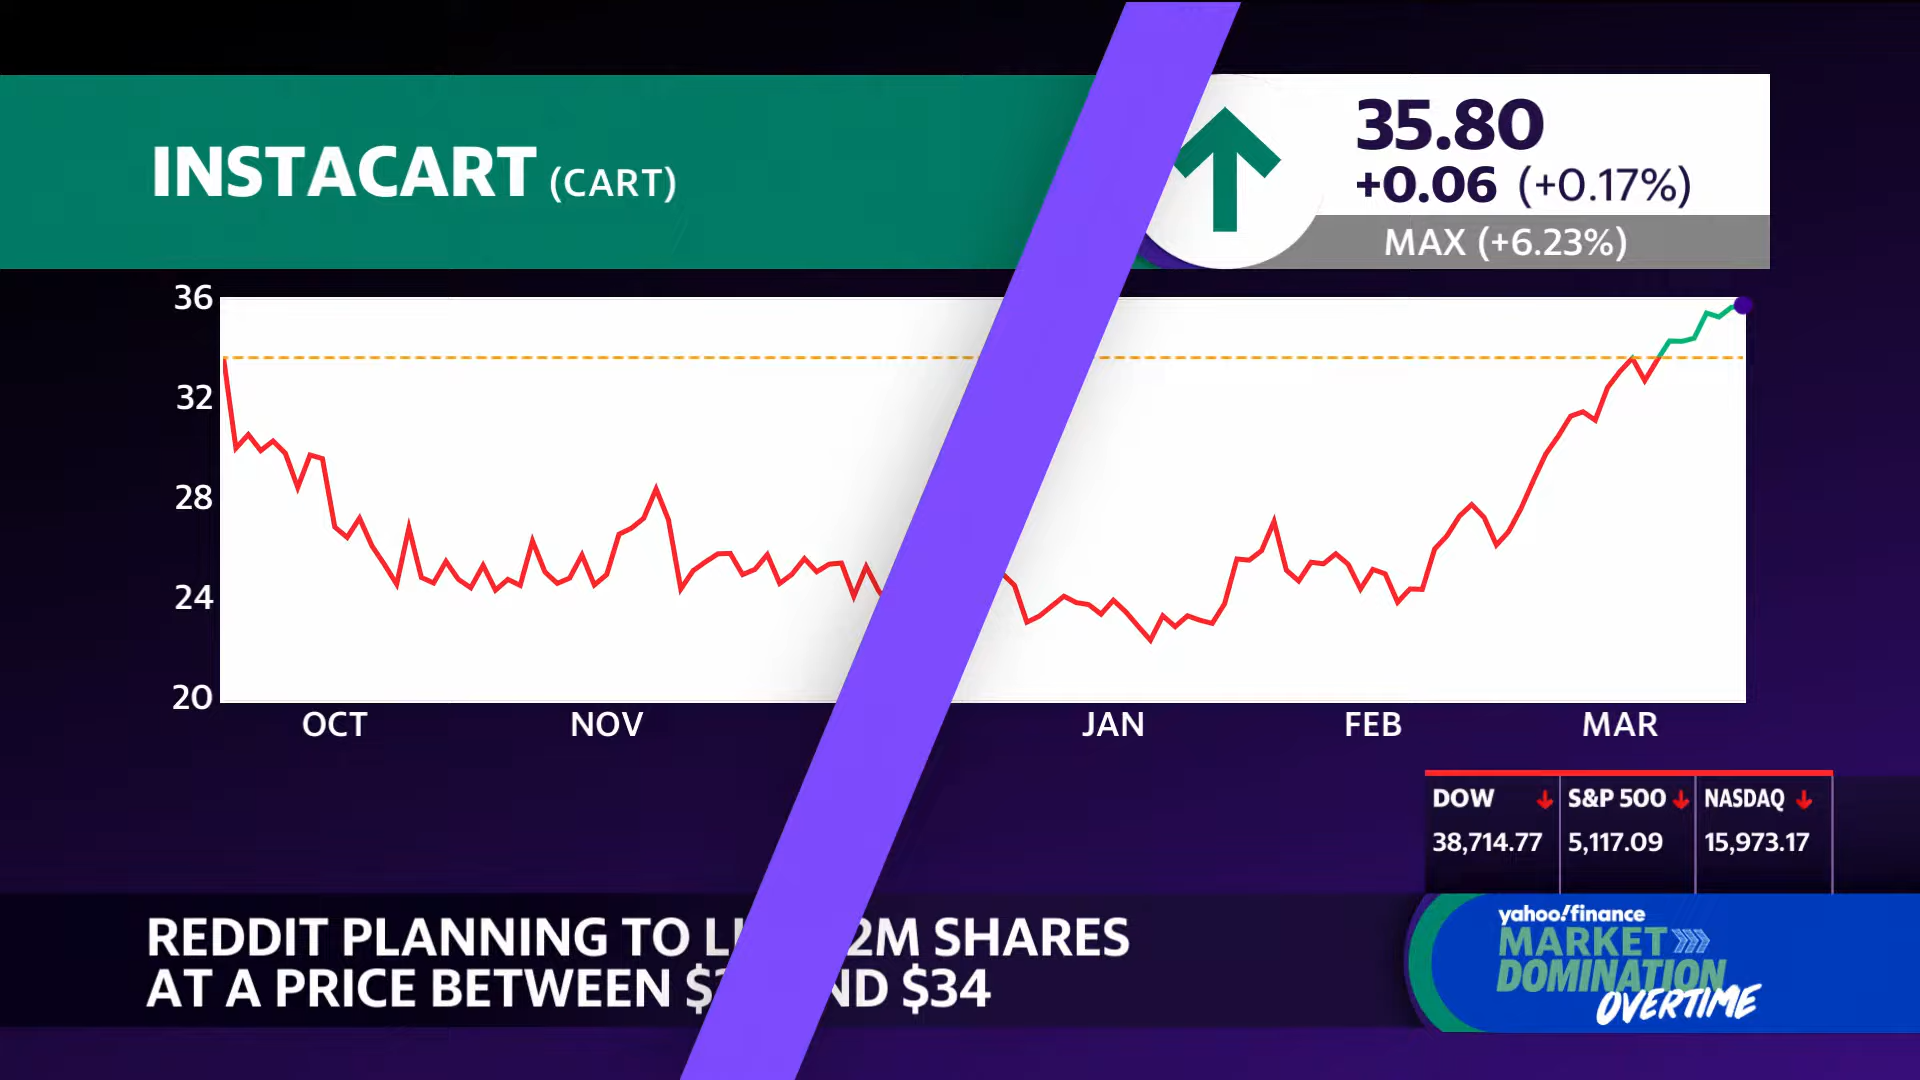 INSTACART (CART)
35.80
+0.06 (+0.17%)
MAX (+6.23%)
36
32
28
24
20
OCT NOV JAN FEB MAR
DOW S&P 500 NASDAQ
38,714.77 5,117.09 15,973.17
REDDIT PLANNING TO SHARES
AT A PRICE BETWEEN $34
yahoo!finance
MARKET
DOMINATION
OVERTIME